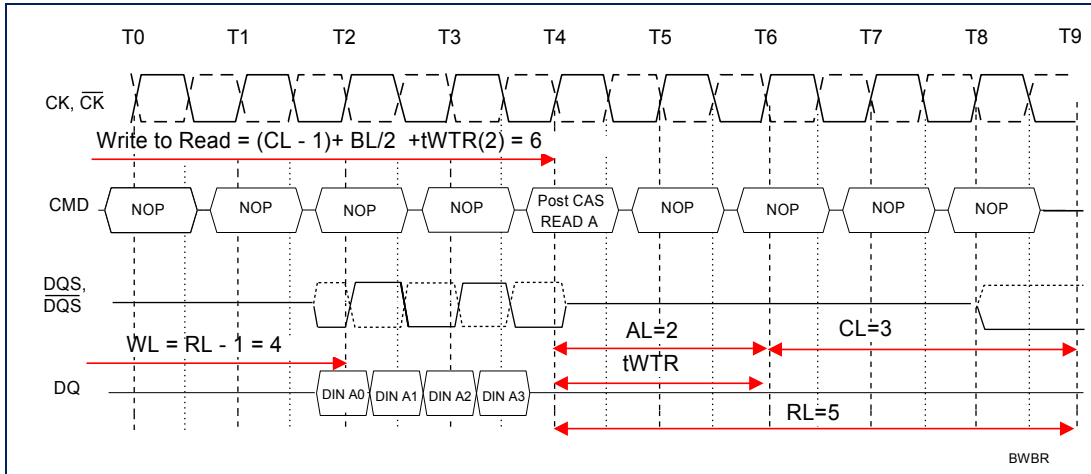 T0 T1 T2 T3 T4 T5 T6 T7 T8 T9
CK, C̅K̅
Write to Read = (CL - 1)+ BL/2 +tWTR(2) = 6
CMD NOP NOP NOP NOP Post CAS READ A NOP NOP NOP NOP
DQS,
D̅Q̅S̅
AL=2 CL=3
WL = RL - 1 = 4
tWTR
DQ DIN A0 DIN A1 DIN A2 DIN A3
RL=5
BWBR